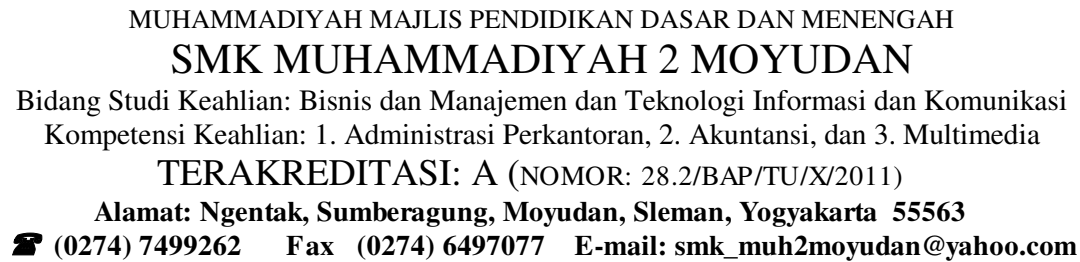 MUHAMMADIYAH MAJLIS PENDIDIKAN DASAR DAN MENENGAH
SMK MUHAMMADIYAH 2 MOYUDAN
Bidang Studi Keahlian: Bisnis dan Manajemen dan Teknologi Informasi dan Komunikasi
Kompetensi Keahlian: 1. Administrasi Perkantoran, 2. Akuntansi, dan 3. Multimedia
TERAKREDITASI: A (NOMOR: 28.2/BAP/TU/X/2011)
Alamat: Ngentak, Sumberagung, Moyudan, Sleman, Yogyakarta 55563
☎ (0274) 7499262 Fax (0274) 6497077 E-mail: smk_muh2moyudan@yahoo.com